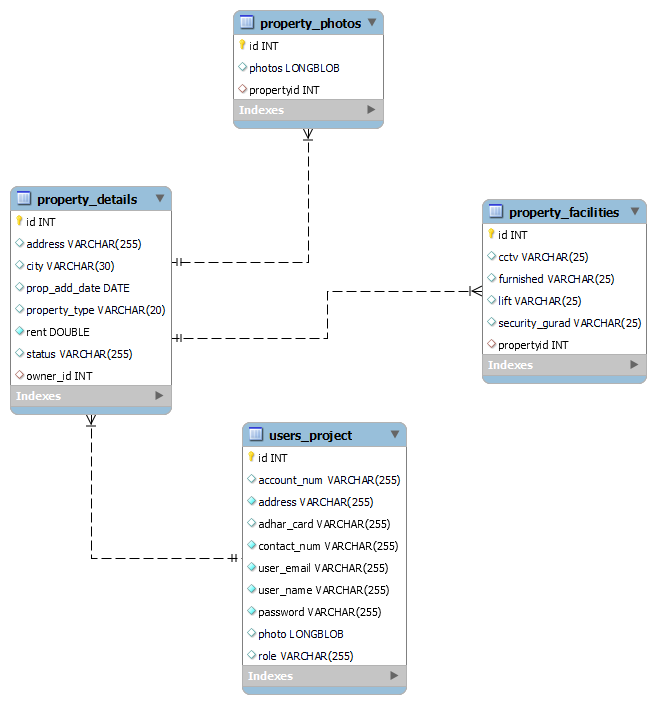 property_photos
id INT
photos LONGBLOB
propertyid INT
Indexes
property_details
id INT
address VARCHAR(255)
city VARCHAR(30)
prop_add_date DATE
property_type VARCHAR(20)
rent DOUBLE
status VARCHAR(255)
owner_id INT
Indexes
property_facilities
id INT
cctv VARCHAR(25)
furnished VARCHAR(25)
lift VARCHAR(25)
security_gurad VARCHAR(25)
propertyid INT
Indexes
users_project
id INT
account_num VARCHAR(255)
address VARCHAR(255)
adhar_card VARCHAR(255)
contact_num VARCHAR(255)
user_email VARCHAR(255)
user_name VARCHAR(255)
password VARCHAR(255)
photo LONGBLOB
role VARCHAR(255)
Indexes